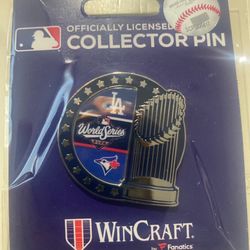 OFFICIALLY LICENSED
COLLECTOR PIN
LA
World Series
WINCRAFT
by Fanatics